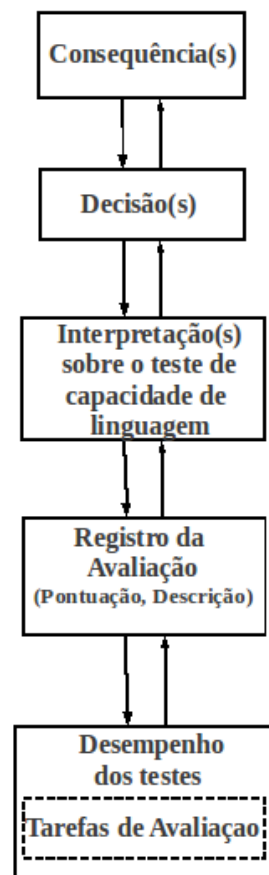 Consequência(s)
Decisão(s)
Interpretação(s)
sobre o teste de
capacidade de
linguagem
Registro da
Avaliação
(Pontuação, Descrição)
Desempenho
dos testes
Tarefas de Avaliaçao